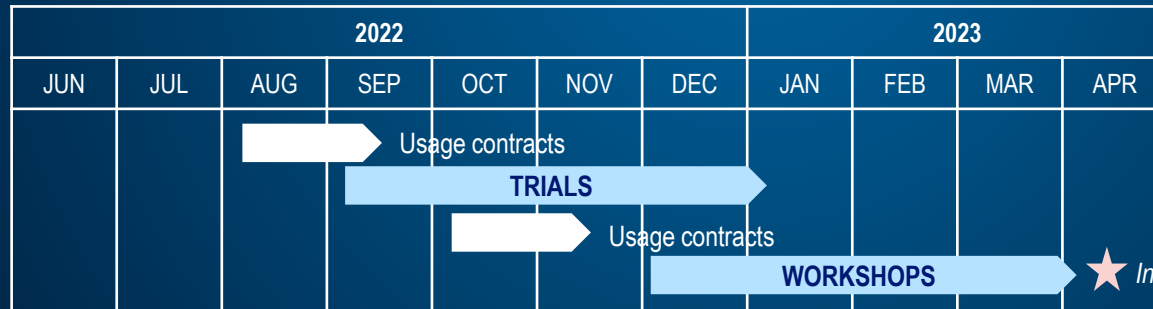 2022 2023
JUN JUL AUG SEP OCT NOV DEC JAN FEB MAR APR
Usage contracts
TRIALS
Usage contracts
WORKSHOPS